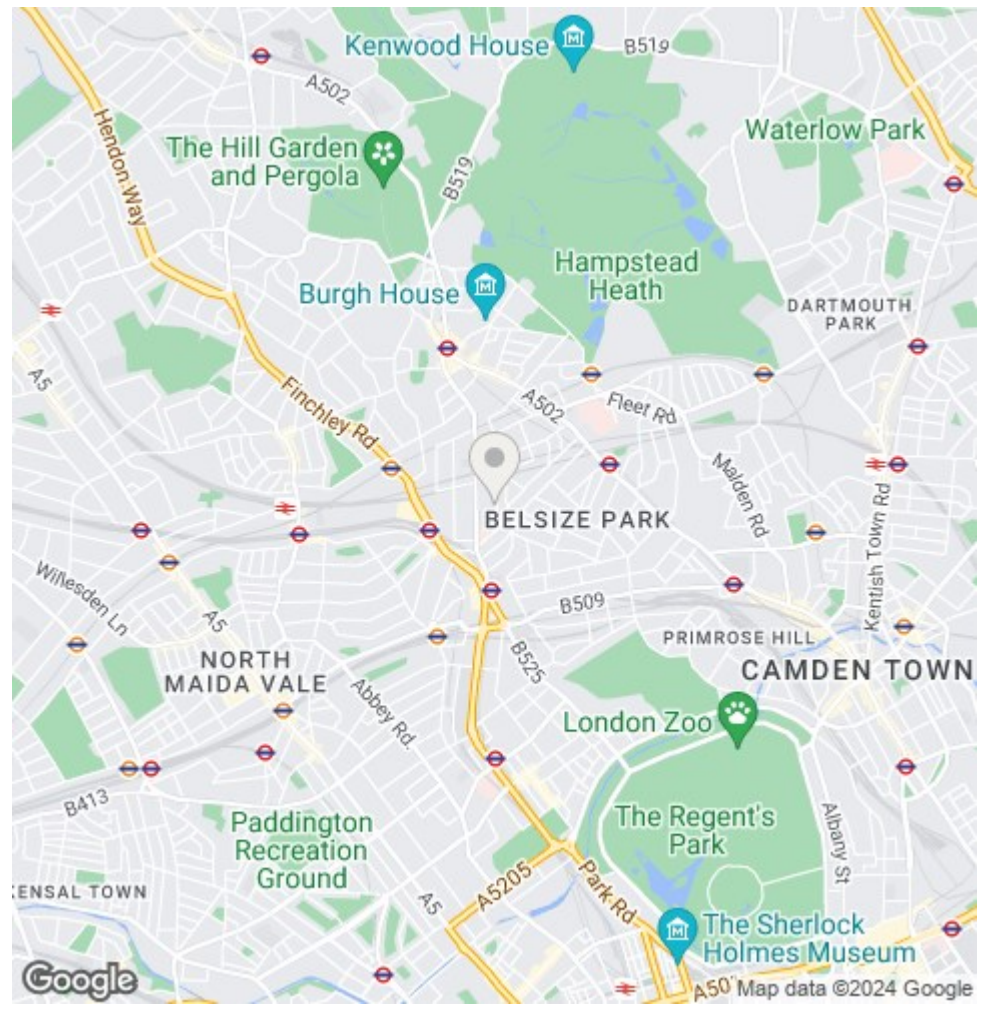 Kenwood House
B519
A502
Hendon Way
The Hill Garden
and Pergola
B519
Waterlow Park
Hampstead
Heath
Burgh House
DARTMOUTH
PARK
A5
Finchley Rd
A502
Fleet Rd
Malden Rd
BELSIZE PARK
Kentish Town Rd
Willesden Ln
A5
B509
PRIMROSE HILL
NORTH
MAIDA VALE
B525
CAMDEN TOWN
Abbey Rd.
London Zoo
B413
Paddington
Recreation
Ground
The Regent's
Park
Albany St
KENSAL TOWN
A5
A5205
Park Rd
The Sherlock
Holmes Museum
Google
A50
Map data ©2024 Google